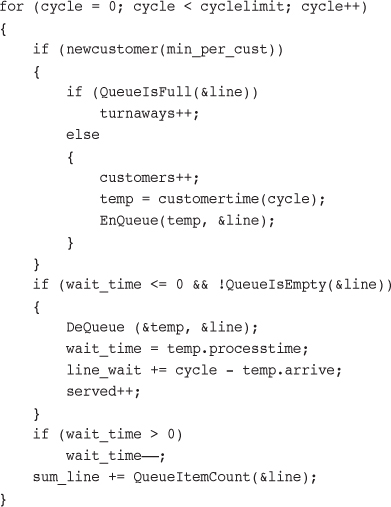 for (cycle = 0; cycle < cyclelimit; cycle++)
{
    if (newcustomer(min_per_cust))
    {
        if (QueueIsFull(&line))
            turnaways++;
        else
        {
            customers++;
            temp = customertime(cycle);
            EnQueue(temp, &line);
        }
    }
    if (wait_time <= 0 && !QueueIsEmpty(&line))
    {
        DeQueue (&temp, &line);
        wait_time = temp.processtime;
        line_wait += cycle - temp.arrive;
        served++;
    }
    if (wait_time > 0)
        wait_time——;
    sum_line += QueueItemCount(&line);
}